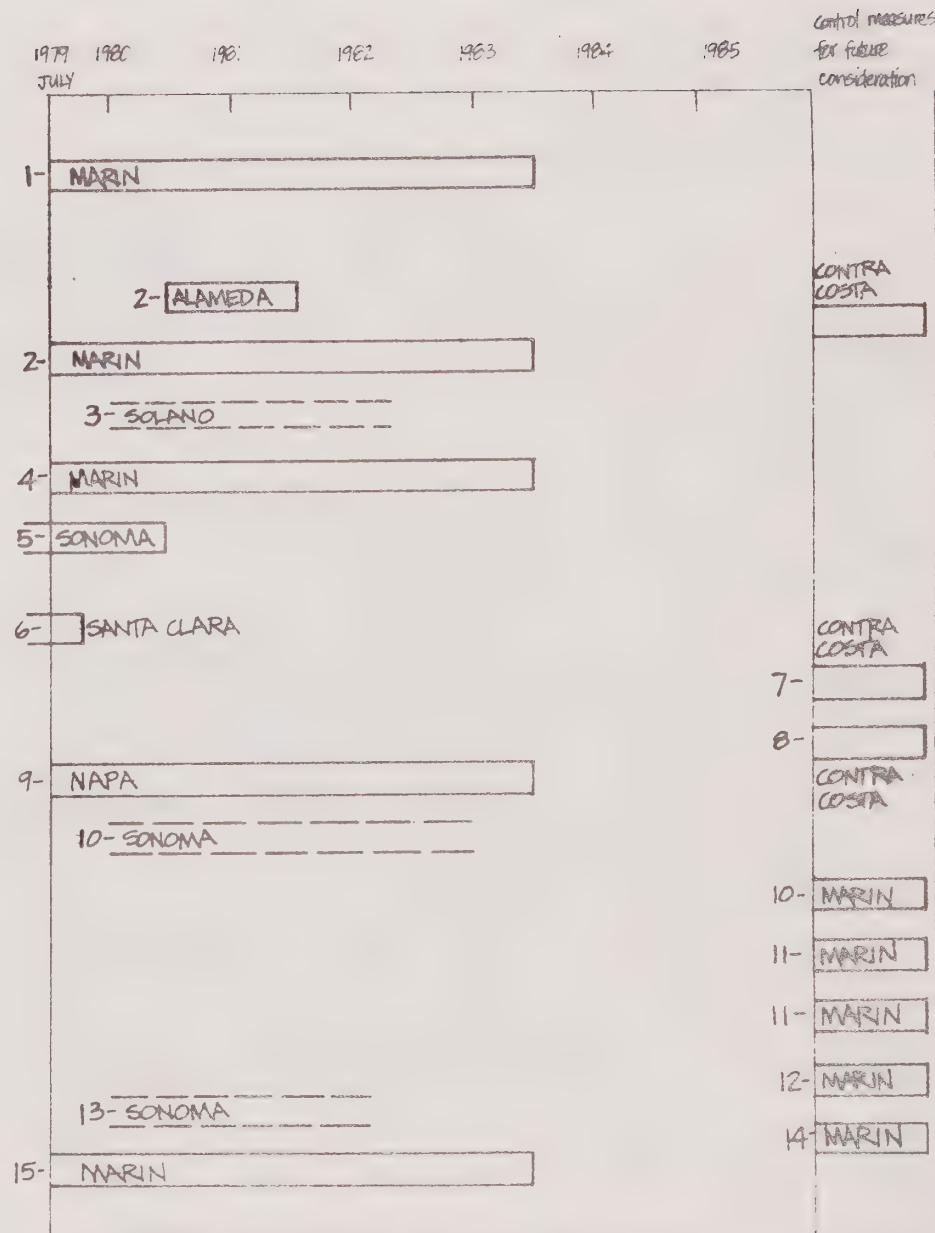 control measures
for future
consideration
1979 1980 1981 1982 1983 1984 1985
JULY
1- MARIN
CONTRA
COSTA
2- ALAMEDA
2- MARIN
3- SOLANO
4- MARIN
5- SONOMA
6- SANTA CLARA
CONTRA
COSTA
7-
8-
9- NAPA
CONTRA
COSTA
10- SONOMA
10- MARIN
11- MARIN
11- MARIN
12- MARIN
13- SONOMA
14 MARIN
15- MARIN